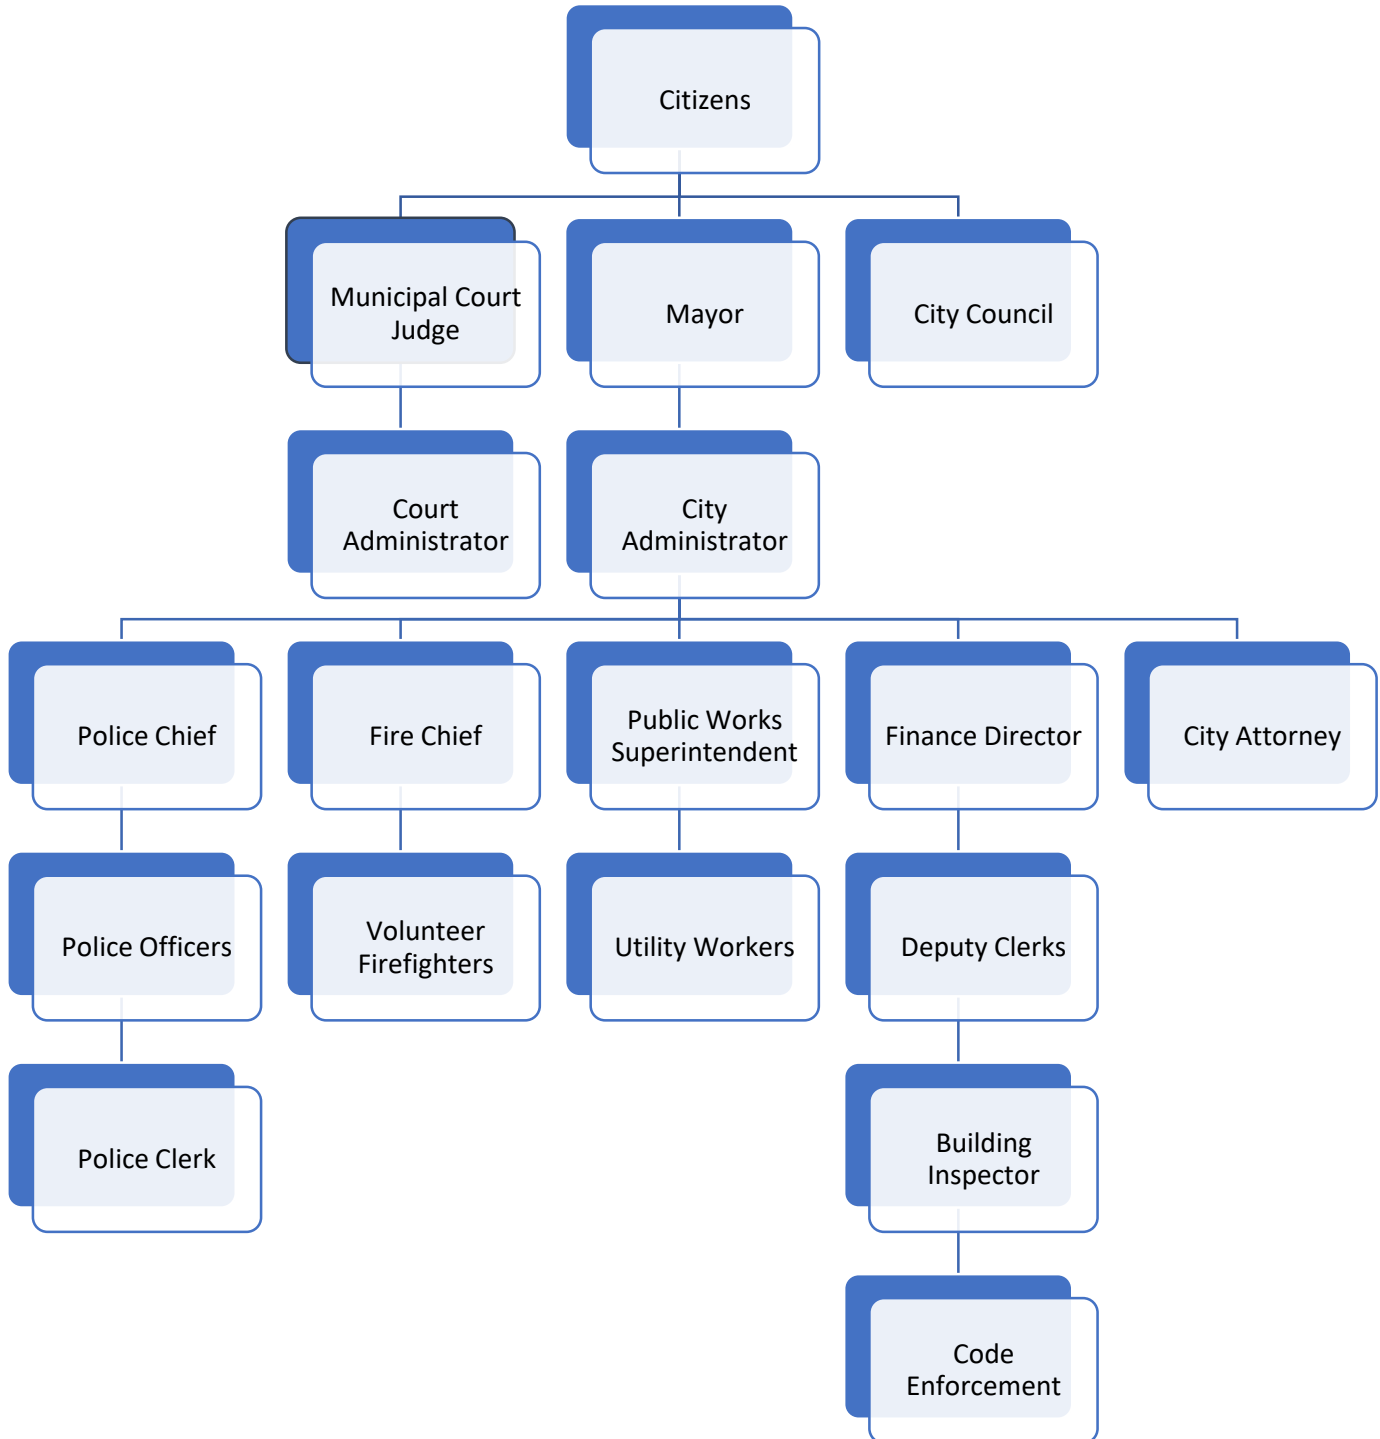 Citizens
Municipal Court
Judge
Mayor
City Council
Court
Administrator
City
Administrator
Police Chief
Fire Chief
Public Works
Superintendent
Finance Director
City Attorney
Police Officers
Volunteer
Firefighters
Utility Workers
Deputy Clerks
Police Clerk
Building
Inspector
Code
Enforcement